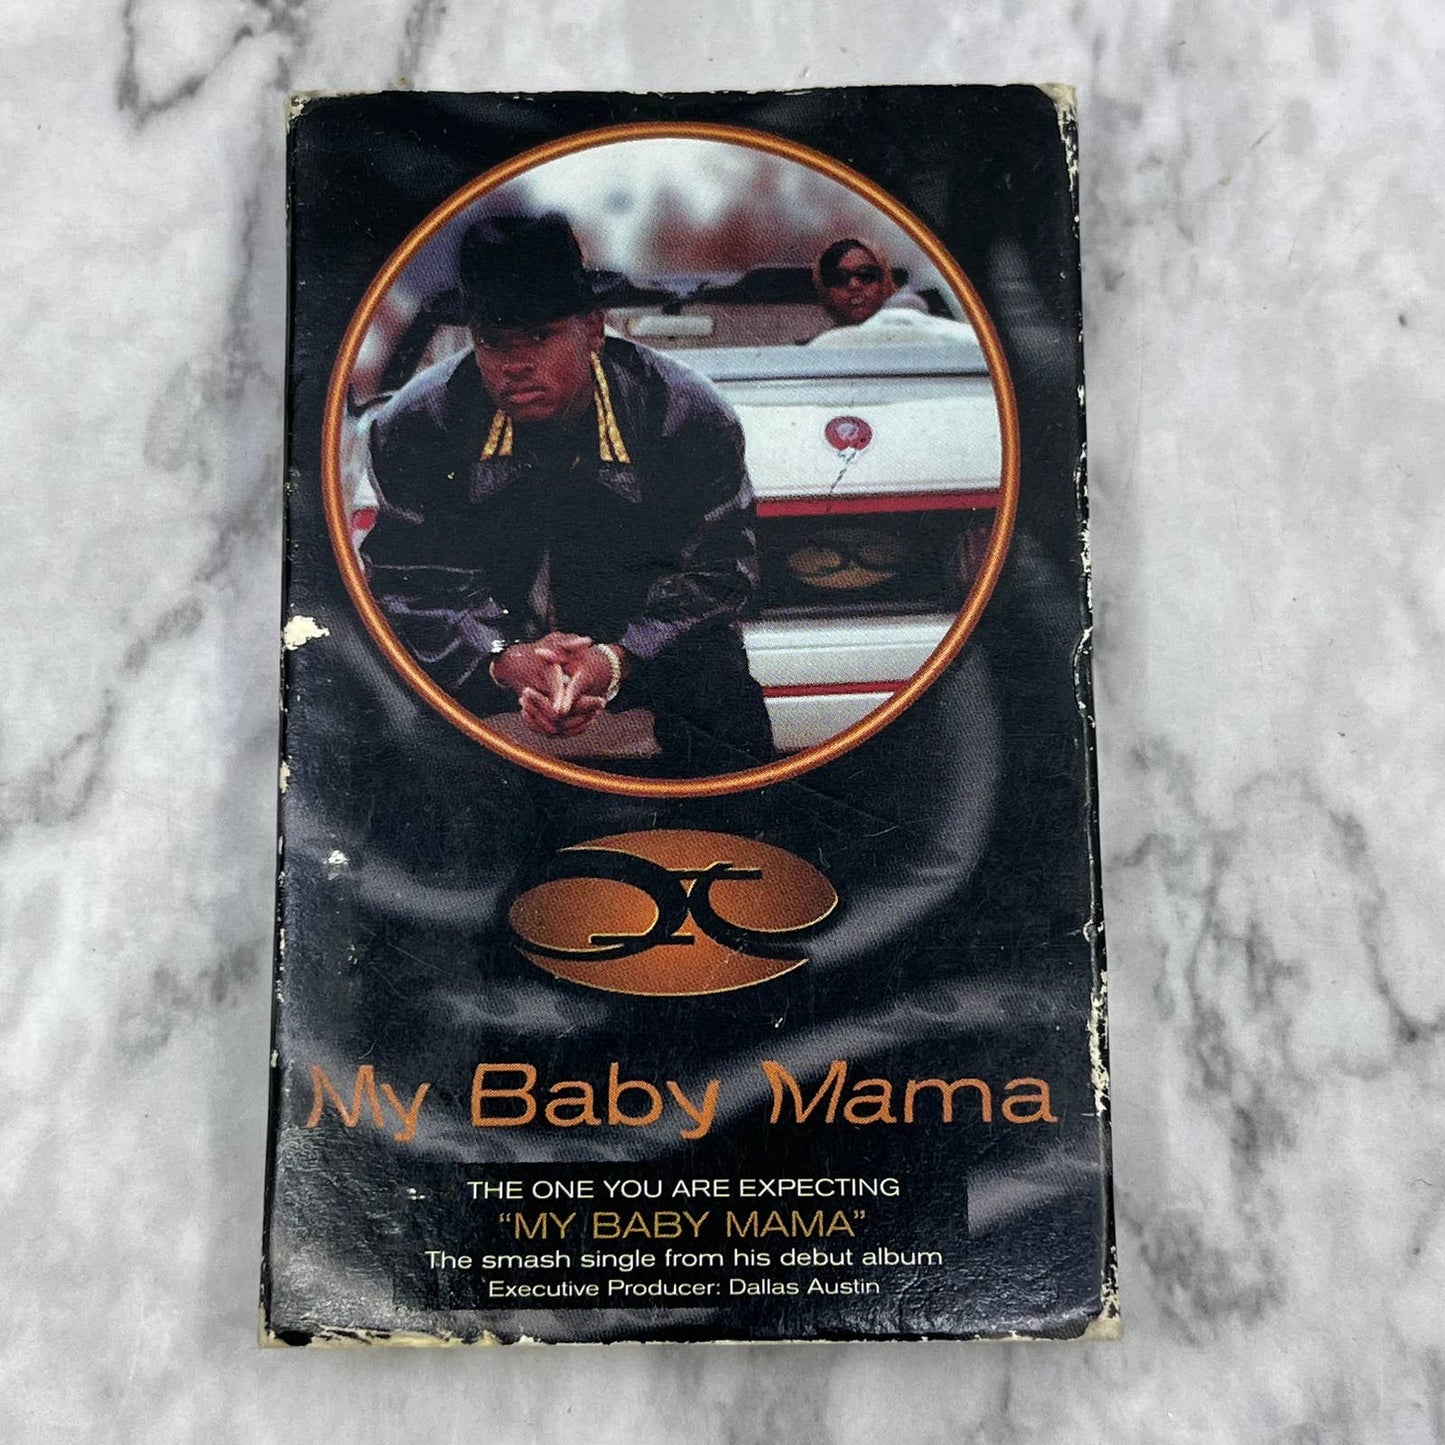 My Baby Mama
THE ONE YOU ARE EXPECTING
“MY BABY MAMA”
The smash single from his debut album
Executive Producer: Dallas Austin